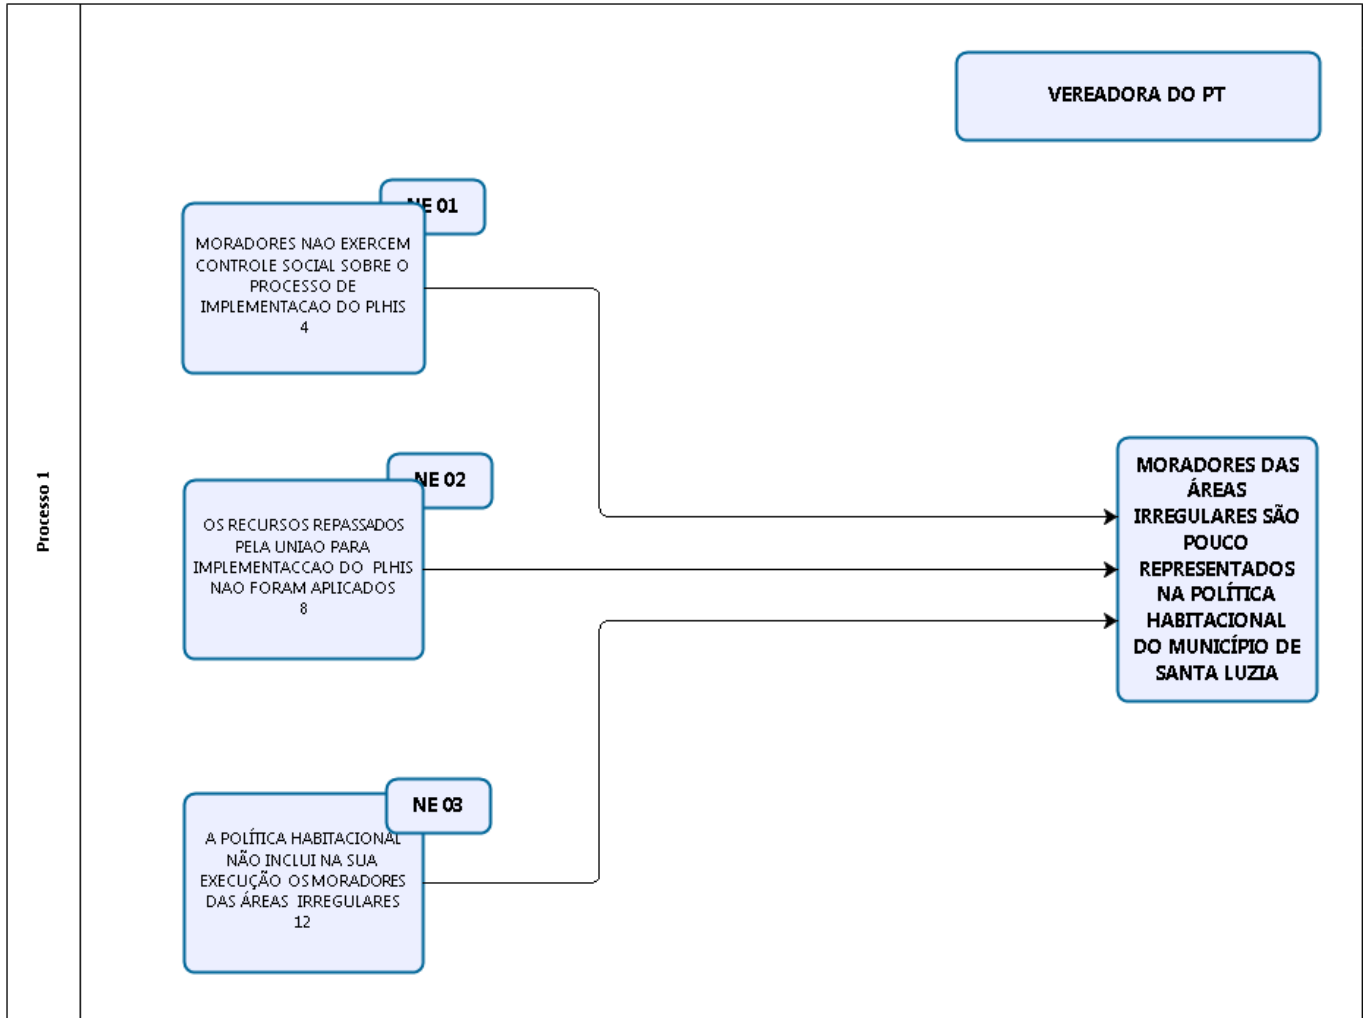 VEREADORA DO PT
NE 01
MORADORES NAO EXERCEM
CONTROLE SOCIAL SOBRE O
PROCESSO DE
IMPLEMENTACAO DO PLHIS
4
NE 02
OS RECURSOS REPASSADOS
PELA UNIAO PARA
IMPLEMENTACCAO DO PLHIS
NAO FORAM APLICADOS
8
NE 03
A POLÍTICA HABITACIONAL
NÃO INCLUI NA SUA
EXECUÇÃO OS MORADORES
DAS ÁREAS IRREGULARES
12
MORADORES DAS
ÁREAS
IRREGULARES SÃO
POUCO
REPRESENTADOS
NA POLÍTICA
HABITACIONAL
DO MUNICÍPIO DE
SANTA LUZIA
Processo 1